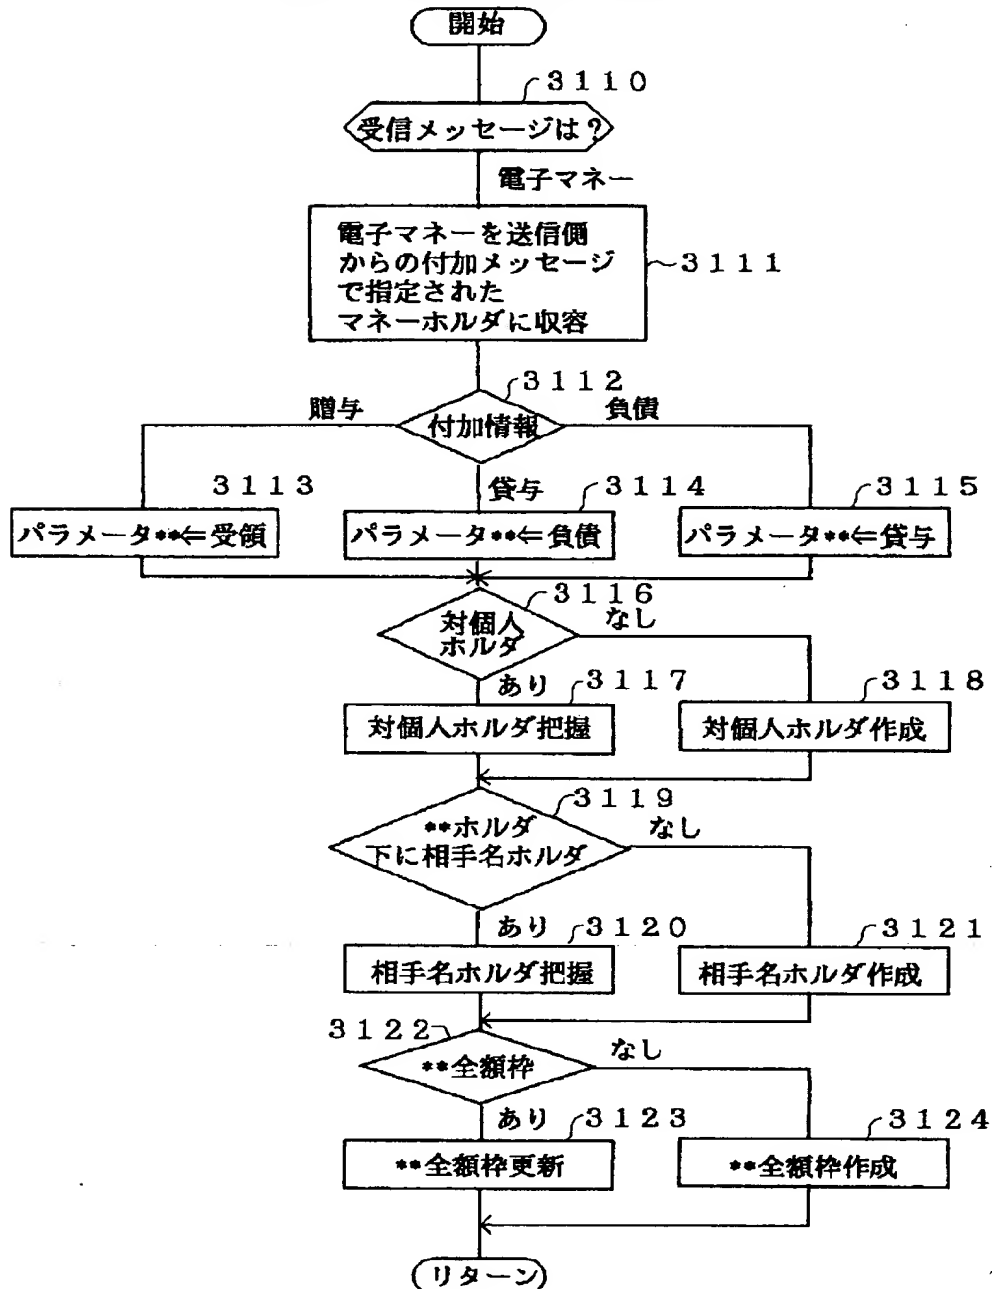 開始
3110
受信メッセージは?
電子マネー
電子マネーを送信側
からの付加メッセージ
で指定された
マネーホルダに収容
3111
3112
贈与
付加情報
負債
3113
貸与
3114
3115
パラメータ**⇐受領
パラメータ**⇐負債
パラメータ**⇐貸与
3116
対個人
ホルダ
なし
あり
3117
3118
対個人ホルダ把握
対個人ホルダ作成
3119
**ホルダ
下に相手名ホルダ
なし
あり
3120
3121
相手名ホルダ把握
相手名ホルダ作成
3122
**全額枠
なし
あり
3123
3124
**全額枠更新
**全額枠作成
リターン